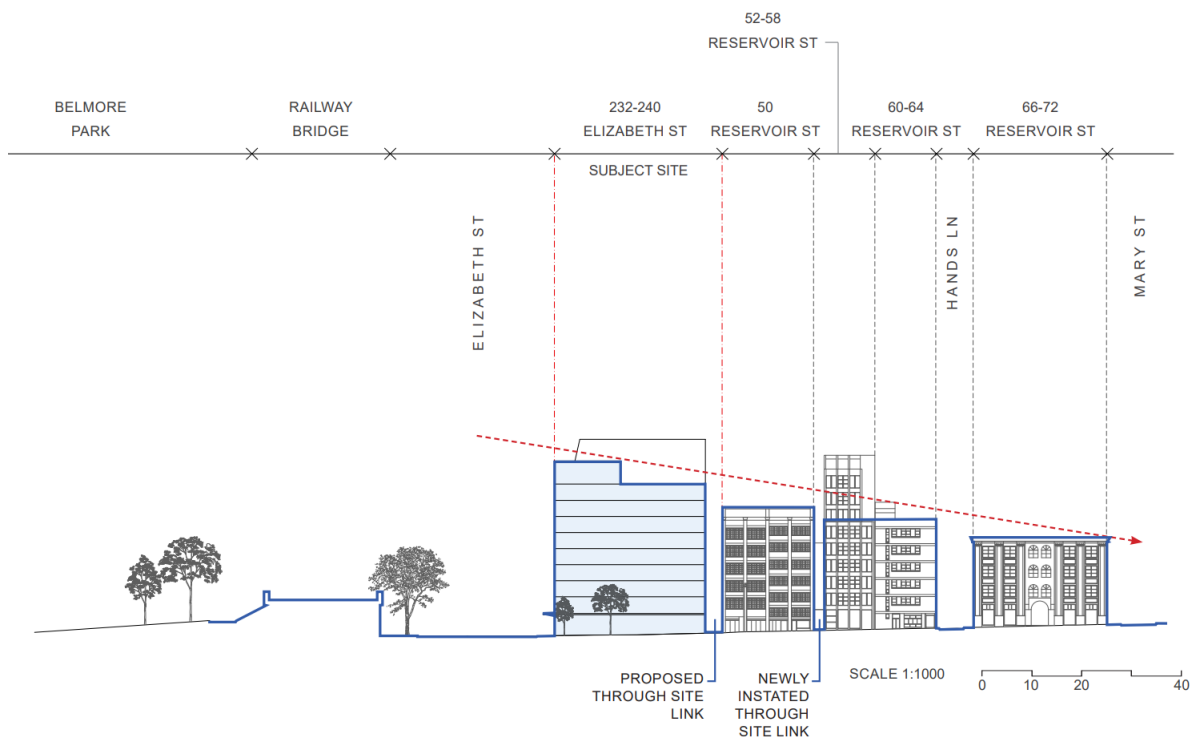 52-58
RESERVOIR ST
BELMORE
PARK
RAILWAY
BRIDGE
232-240
ELIZABETH ST
50
RESERVOIR ST
60-64
RESERVOIR ST
66-72
RESERVOIR ST
SUBJECT SITE
ELIZABETH ST
HANDS LN
MARY ST
PROPOSED
THROUGH SITE
LINK
NEWLY
INSTATED
THROUGH
SITE LINK
SCALE 1:1000
0 10 20 40